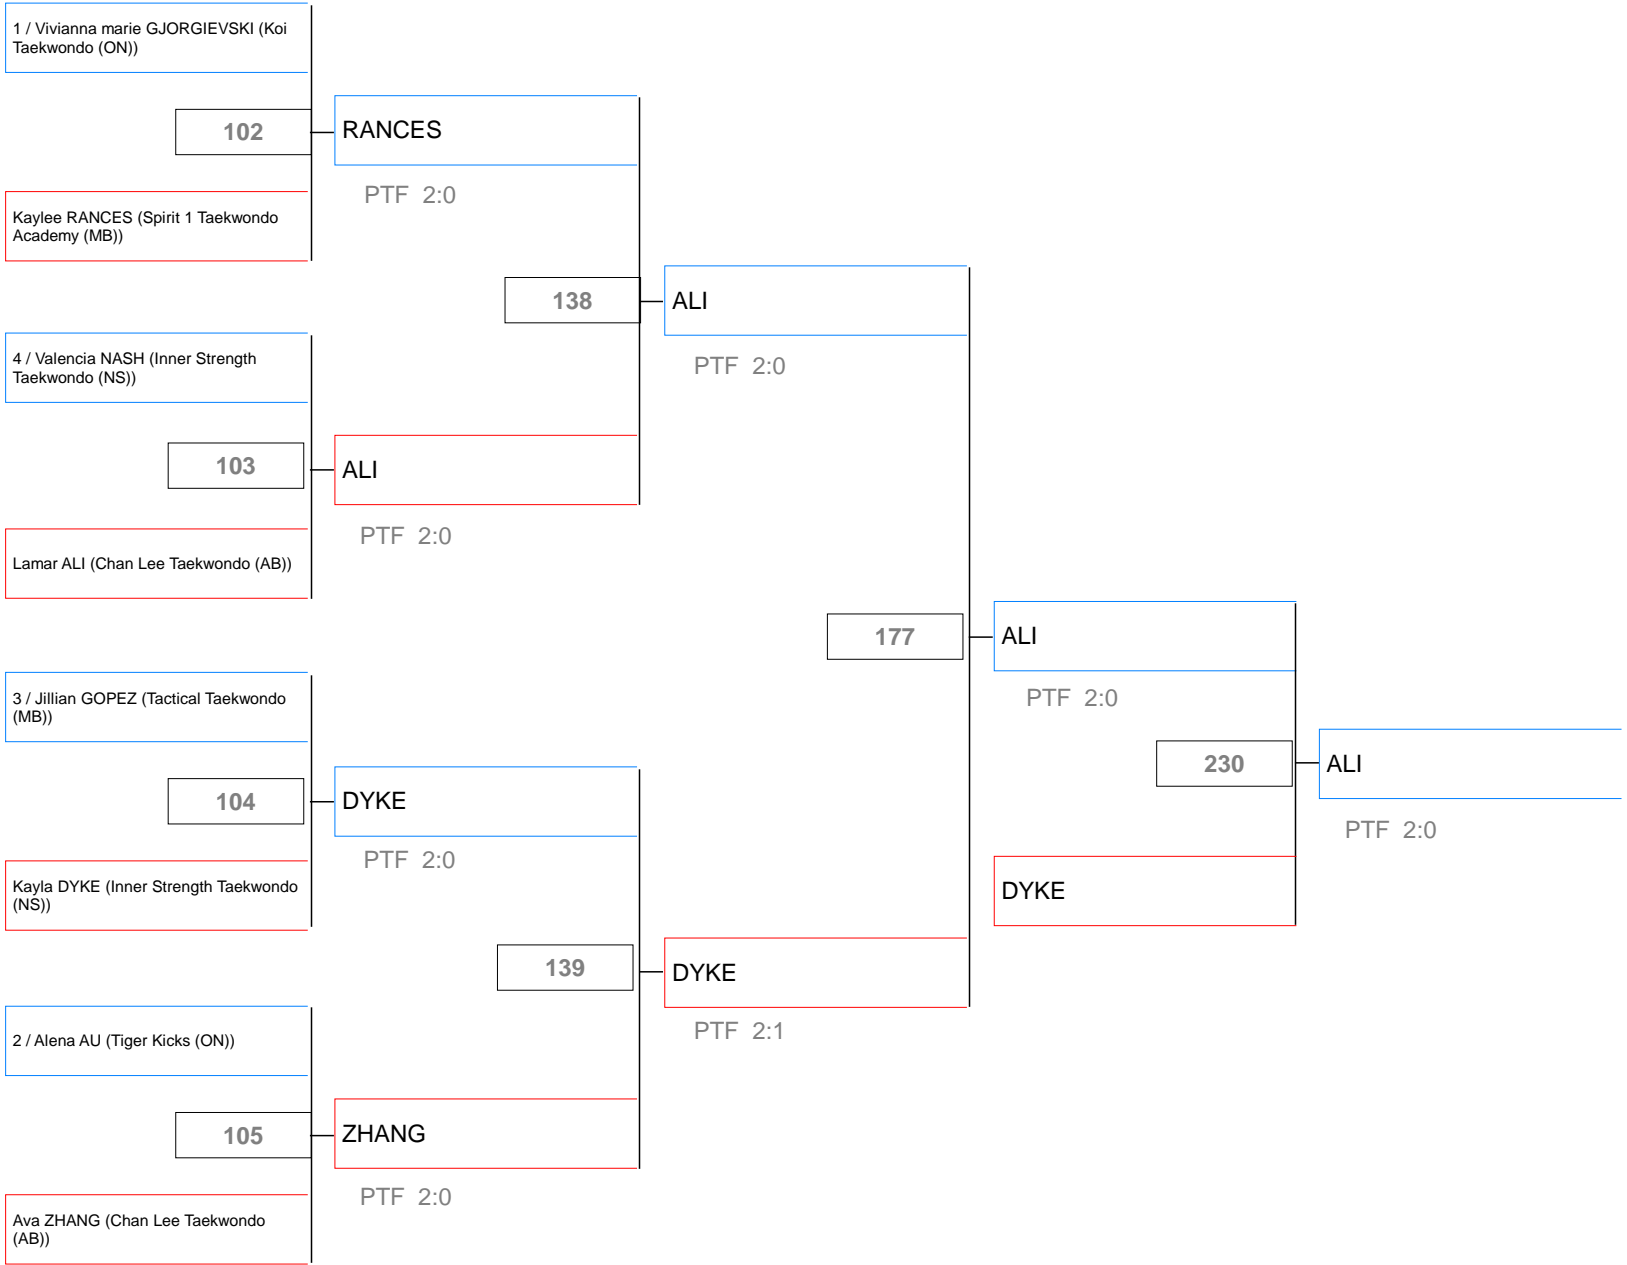 1 / Vivianna marie GJORGIEVSKI (Koi
Taekwondo (ON))
102
Kaylee RANCES (Spirit 1 Taekwondo
Academy (MB))
RANCES
PTF 2:0
4 / Valencia NASH (Inner Strength
Taekwondo (NS))
103
Lamar ALI (Chan Lee Taekwondo (AB))
ALI
PTF 2:0
138
ALI
PTF 2:0
3 / Jillian GOPEZ (Tactical Taekwondo
(MB))
104
Kayla DYKE (Inner Strength Taekwondo
(NS))
DYKE
PTF 2:0
2 / Alena AU (Tiger Kicks (ON))
105
Ava ZHANG (Chan Lee Taekwondo
(AB))
ZHANG
PTF 2:0
139
DYKE
PTF 2:1
177
ALI
PTF 2:0
DYKE
230
ALI
PTF 2:0